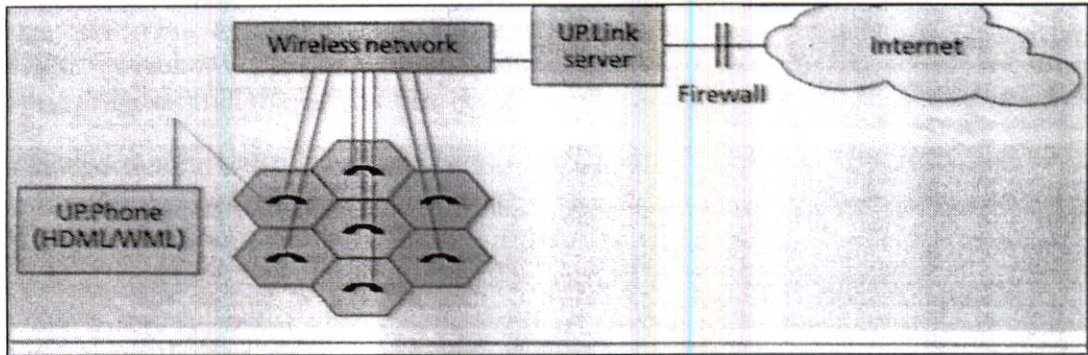 Wireless network
UP.Link
server
Internet
Firewall
UP.Phone
(HDML/WML)